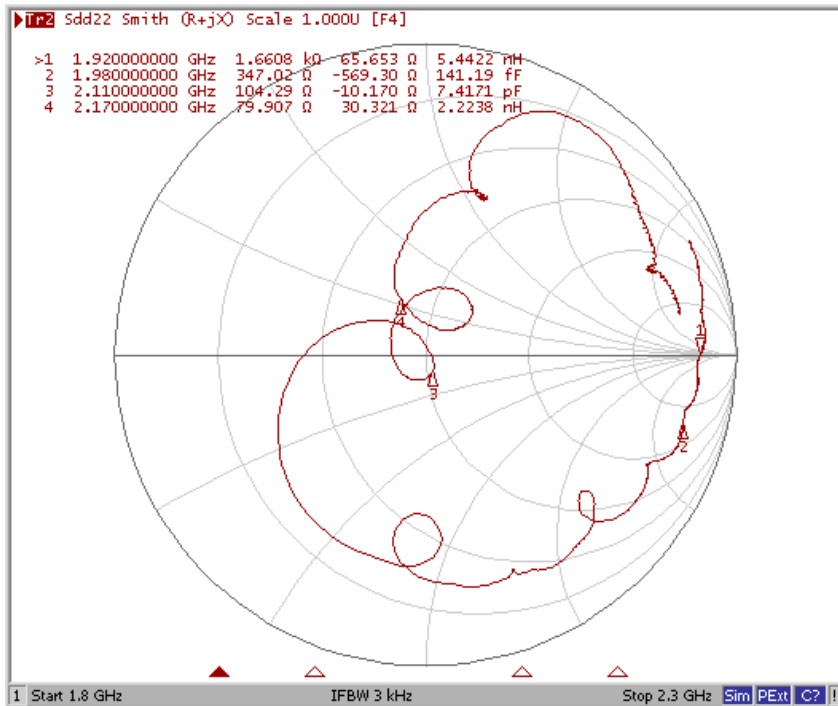 Tr2 Sdd22 Smith (R+jX) Scale 1.000U [F4]
>1 1.920000000 GHz 1.6608 kΩ 65.653 Ω 5.4422 nH
2 1.980000000 GHz 347.02 Ω -569.30 Ω 141.19 fF
3 2.110000000 GHz 104.29 Ω -10.170 Ω 7.4171 pF
4 2.170000000 GHz 79.907 Ω 30.321 Ω 2.2238 nH
1
4
3
2
1 Start 1.8 GHz IFBW 3 kHz Stop 2.3 GHz Sim PExt C? !